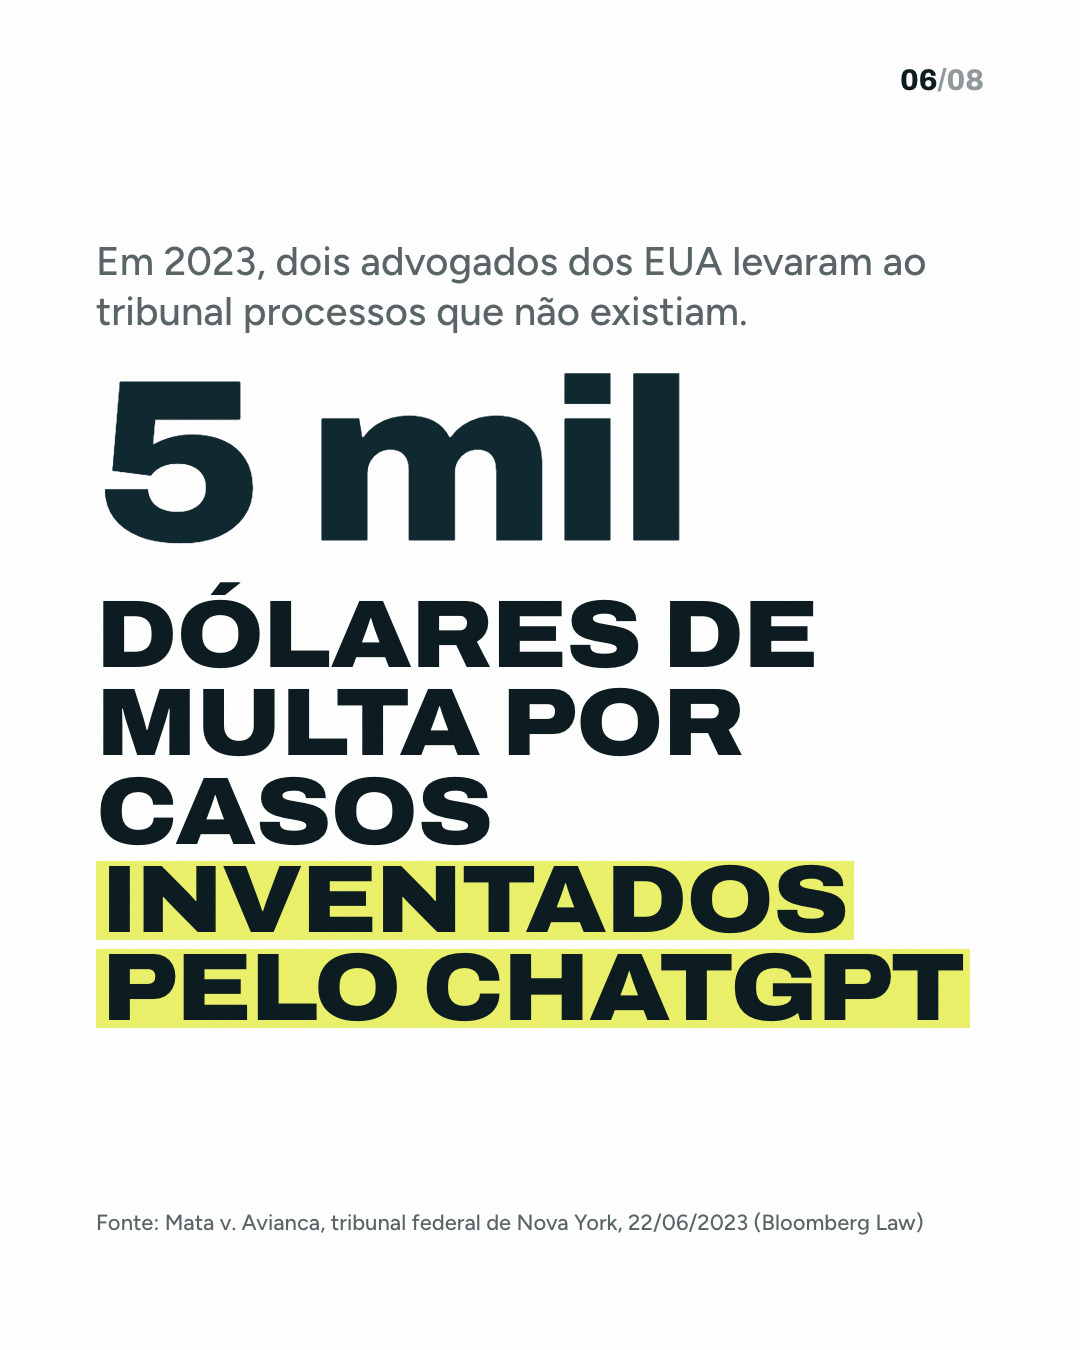 06/08
Em 2023, dois advogados dos EUA levaram ao
tribunal processos que não existiam.
5 mil
DÓLARES DE
MULTA POR
CASOS
INVENTADOS
PELO CHATGPT
Fonte: Mata v. Avianca, tribunal federal de Nova York, 22/06/2023 (Bloomberg Law)